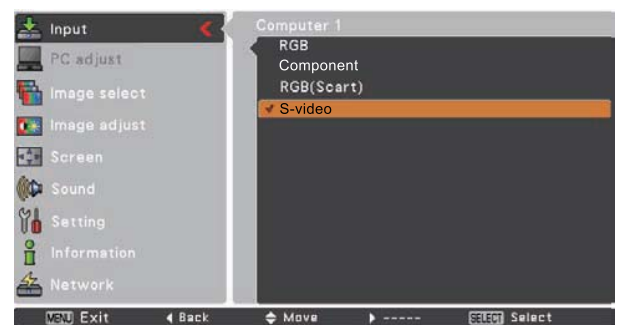 Input
PC adjust
Image select
Image adjust
Screen
Sound
Setting
Information
Network
Computer 1
RGB
Component
RGB(Scart)
S-video
MENU Exit Back Move ----- SELECT Select